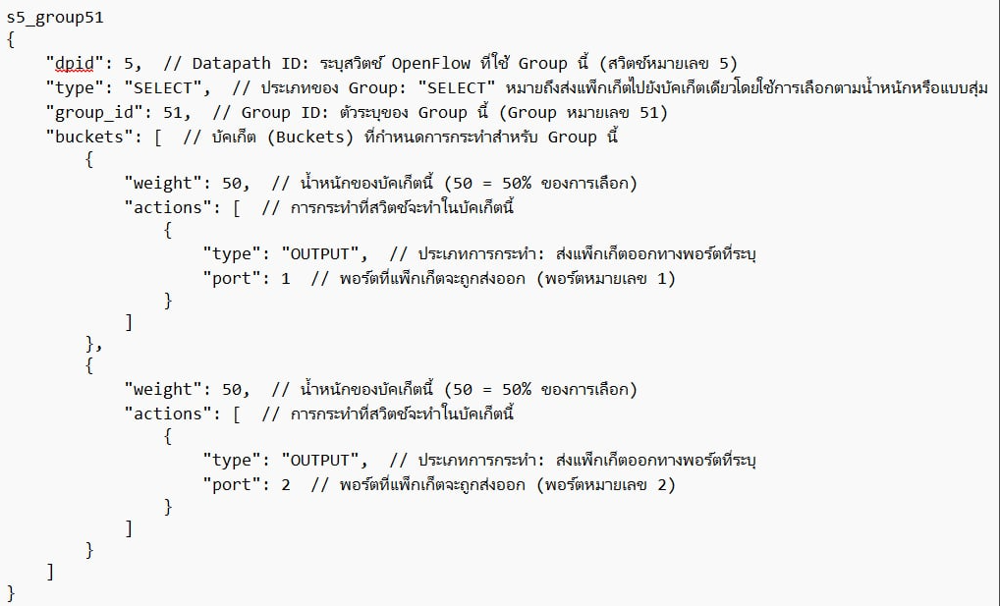 s5_group51
{
    "dpid": 5,  // Datapath ID: ระบุสวิตช์ OpenFlow ที่ใช้ Group นี้ (สวิตช์หมายเลข 5)
    "type": "SELECT",  // ประเภทของ Group: "SELECT" หมายถึงส่งแพ็กเก็ตไปยังบัคเก็ตเดียวโดยใช้การเลือกตามน้ำหนักหรือแบบสุ่ม
    "group_id": 51,  // Group ID: ตัวระบุของ Group นี้ (Group หมายเลข 51)
    "buckets": [  // บัคเก็ต (Buckets) ที่กำหนดการกระทำสำหรับ Group นี้
        {
            "weight": 50,  // น้ำหนักของบัคเก็ตนี้ (50 = 50% ของการเลือก)
            "actions": [  // การกระทำที่สวิตช์จะทำในบัคเก็ตนี้
                {
                    "type": "OUTPUT",  // ประเภทการกระทำ: ส่งแพ็กเก็ตออกทางพอร์ตที่ระบุ
                    "port": 1  // พอร์ตที่แพ็กเก็ตจะถูกส่งออก (พอร์ตหมายเลข 1)
                }
            ]
        },
        {
            "weight": 50,  // น้ำหนักของบัคเก็ตนี้ (50 = 50% ของการเลือก)
            "actions": [  // การกระทำที่สวิตช์จะทำในบัคเก็ตนี้
                {
                    "type": "OUTPUT",  // ประเภทการกระทำ: ส่งแพ็กเก็ตออกทางพอร์ตที่ระบุ
                    "port": 2  // พอร์ตที่แพ็กเก็ตจะถูกส่งออก (พอร์ตหมายเลข 2)
                }
            ]
        }
    ]
}